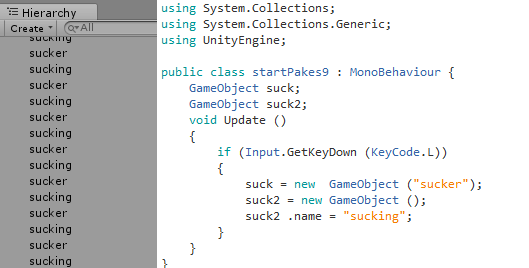 Hierarchy
Create All
sucking
sucker
sucking
sucker
sucking
sucker
sucking
sucker
sucking
sucker
sucking
sucker
sucking
sucker
sucking
using System.Collections;
using System.Collections.Generic;
using UnityEngine;
public class startPakes9 : MonoBehaviour {
GameObject suck;
GameObject suck2;
void Update ()
{
if (Input.GetKeyDown (KeyCode.L))
{
suck = new  GameObject ("sucker");
suck2 = new GameObject ();
suck2 .name = "sucking";
}
}
}